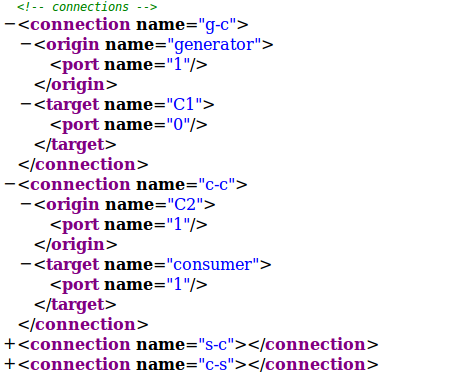 <!-- connections -->
−<connection name="g-c">
−<origin name="generator">
<port name="1"/>
</origin>
−<target name="C1">
<port name="0"/>
</target>
</connection>
−<connection name="c-c">
−<origin name="C2">
<port name="1"/>
</origin>
−<target name="consumer">
<port name="1"/>
</target>
</connection>
+<connection name="s-c"></connection>
+<connection name="c-s"></connection>